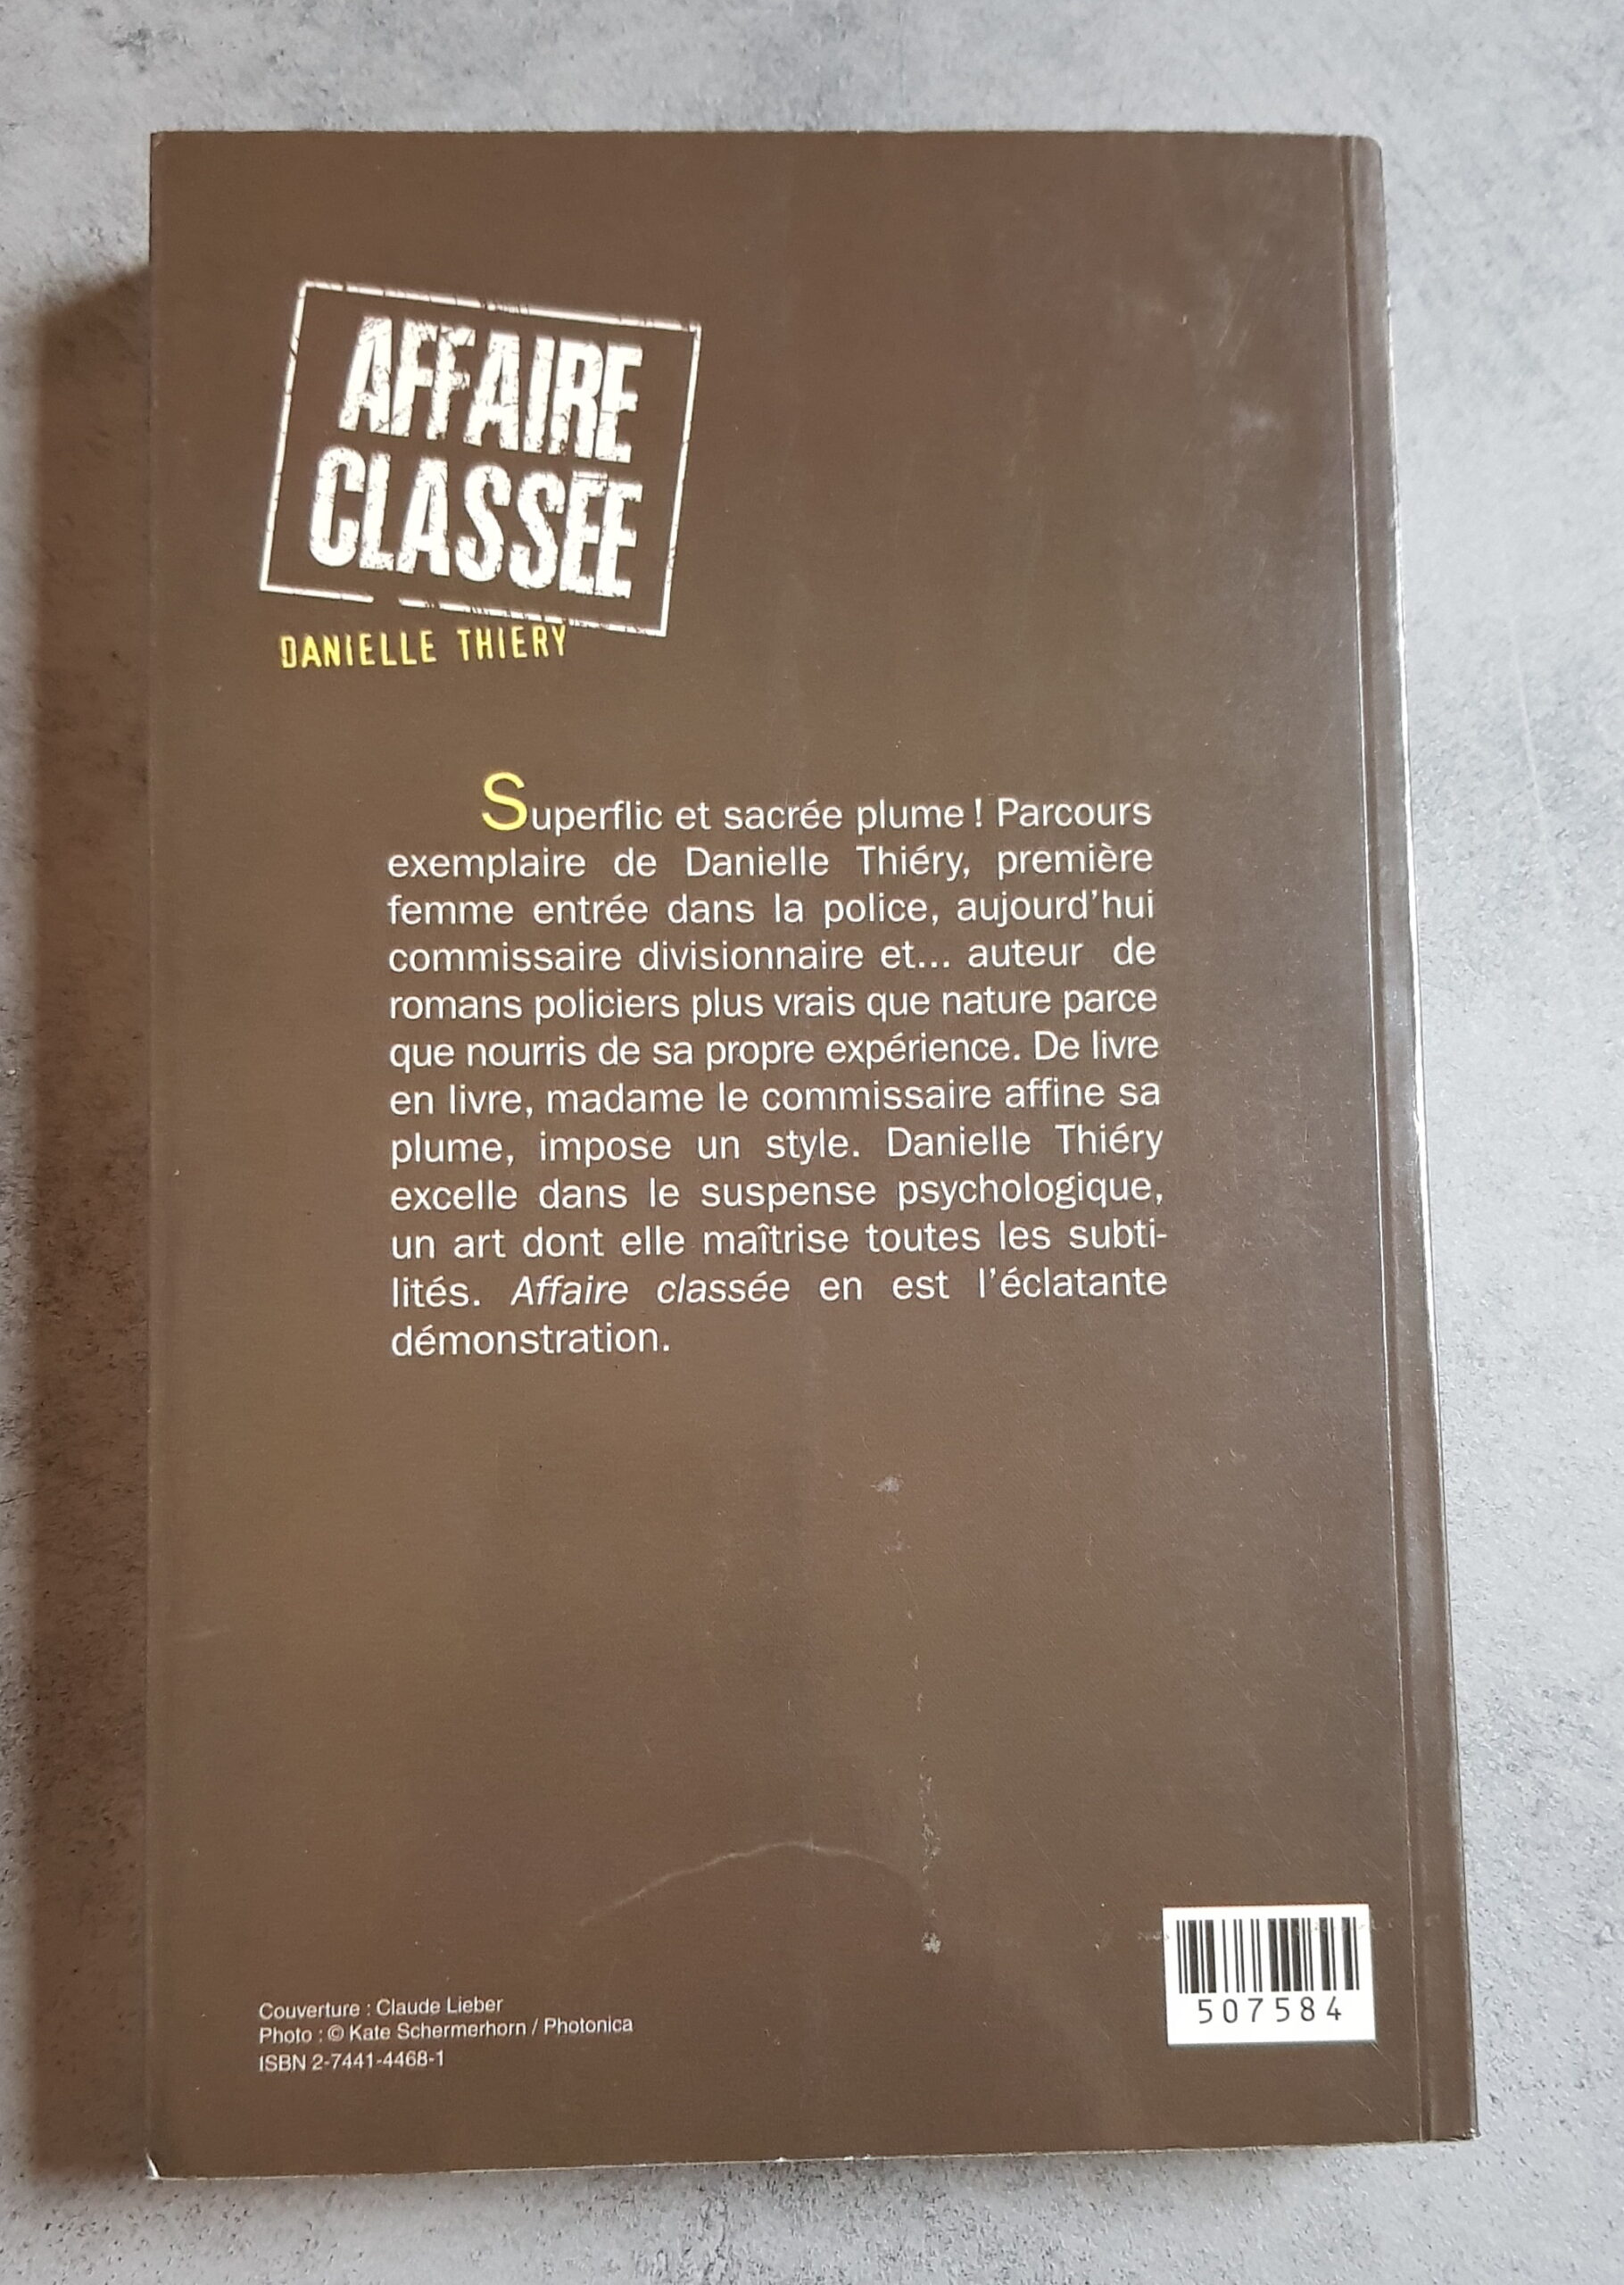 AFFAIRE
CLASSÉE
DANIELLE THIERY
Superflic et sacrée plume ! Parcours
exemplaire de Danielle Thiéry, première
femme entrée dans la police, aujourd'hui
commissaire divisionnaire et... auteur de
romans policiers plus vrais que nature parce
que nourris de sa propre expérience. De livre
en livre, madame le commissaire affine sa
plume, impose un style. Danielle Thiéry
excelle dans le suspense psychologique,
un art dont elle maîtrise toutes les subti-
lités. Affaire classée en est l'éclatante
démonstration.
Couverture : Claude Lieber
Photo : © Kate Schermerhorn / Photonica
ISBN 2-7441-4468-1
507584